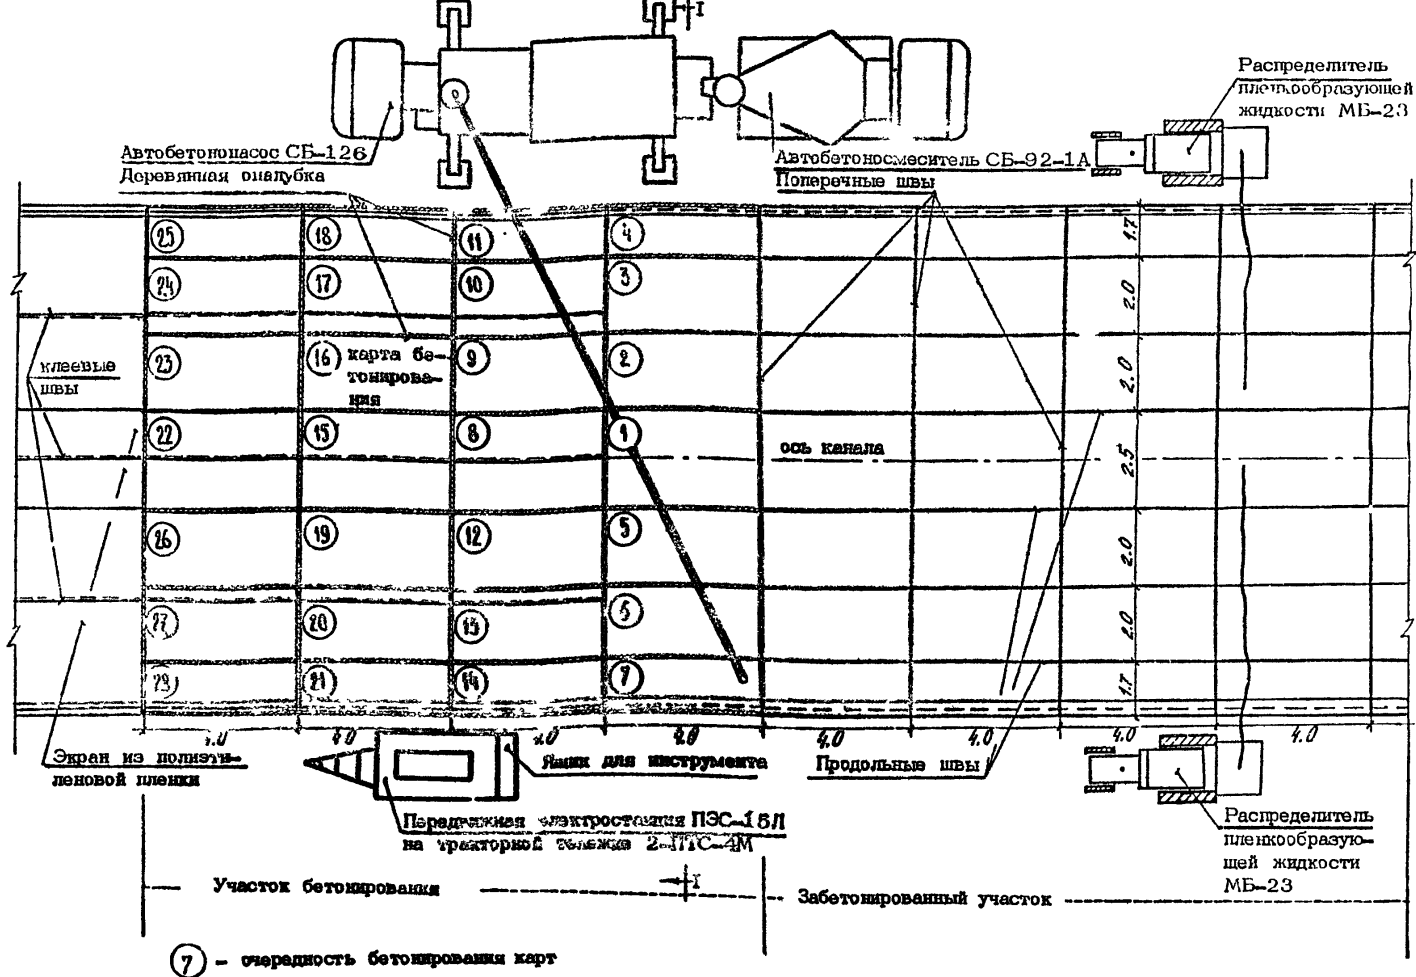 I
Распределитель
пленкообразующей
жидкости МБ-23
Автобетононасос СБ-126
Деревянная опалубка
Автобетоносмеситель СБ-92-1А
Поперечные швы
25
18
11
4
1.7
24
17
10
3
2.0
клеевые
швы
23
16
карта бе-
тонирова-
ния
9
2
2.0
22
15
8
1
ось канала
2.5
26
19
12
5
2.0
27
20
13
6
2.0
28
21
14
7
1.7
4.0
4.0
4.0
4.0
4.0
4.0
4.0
4.0
Экран из полиэти-
леновой пленки
Ящик для инструмента
Продольные швы
Передвижная электростанция ПЭС-15Л
на тракторной тележке 2-ПТС-4М
Распределитель
пленкообразую-
щей жидкости
МБ-23
Участок бетонирования
I
Забетонированный участок
7 - очередность бетонирования карт